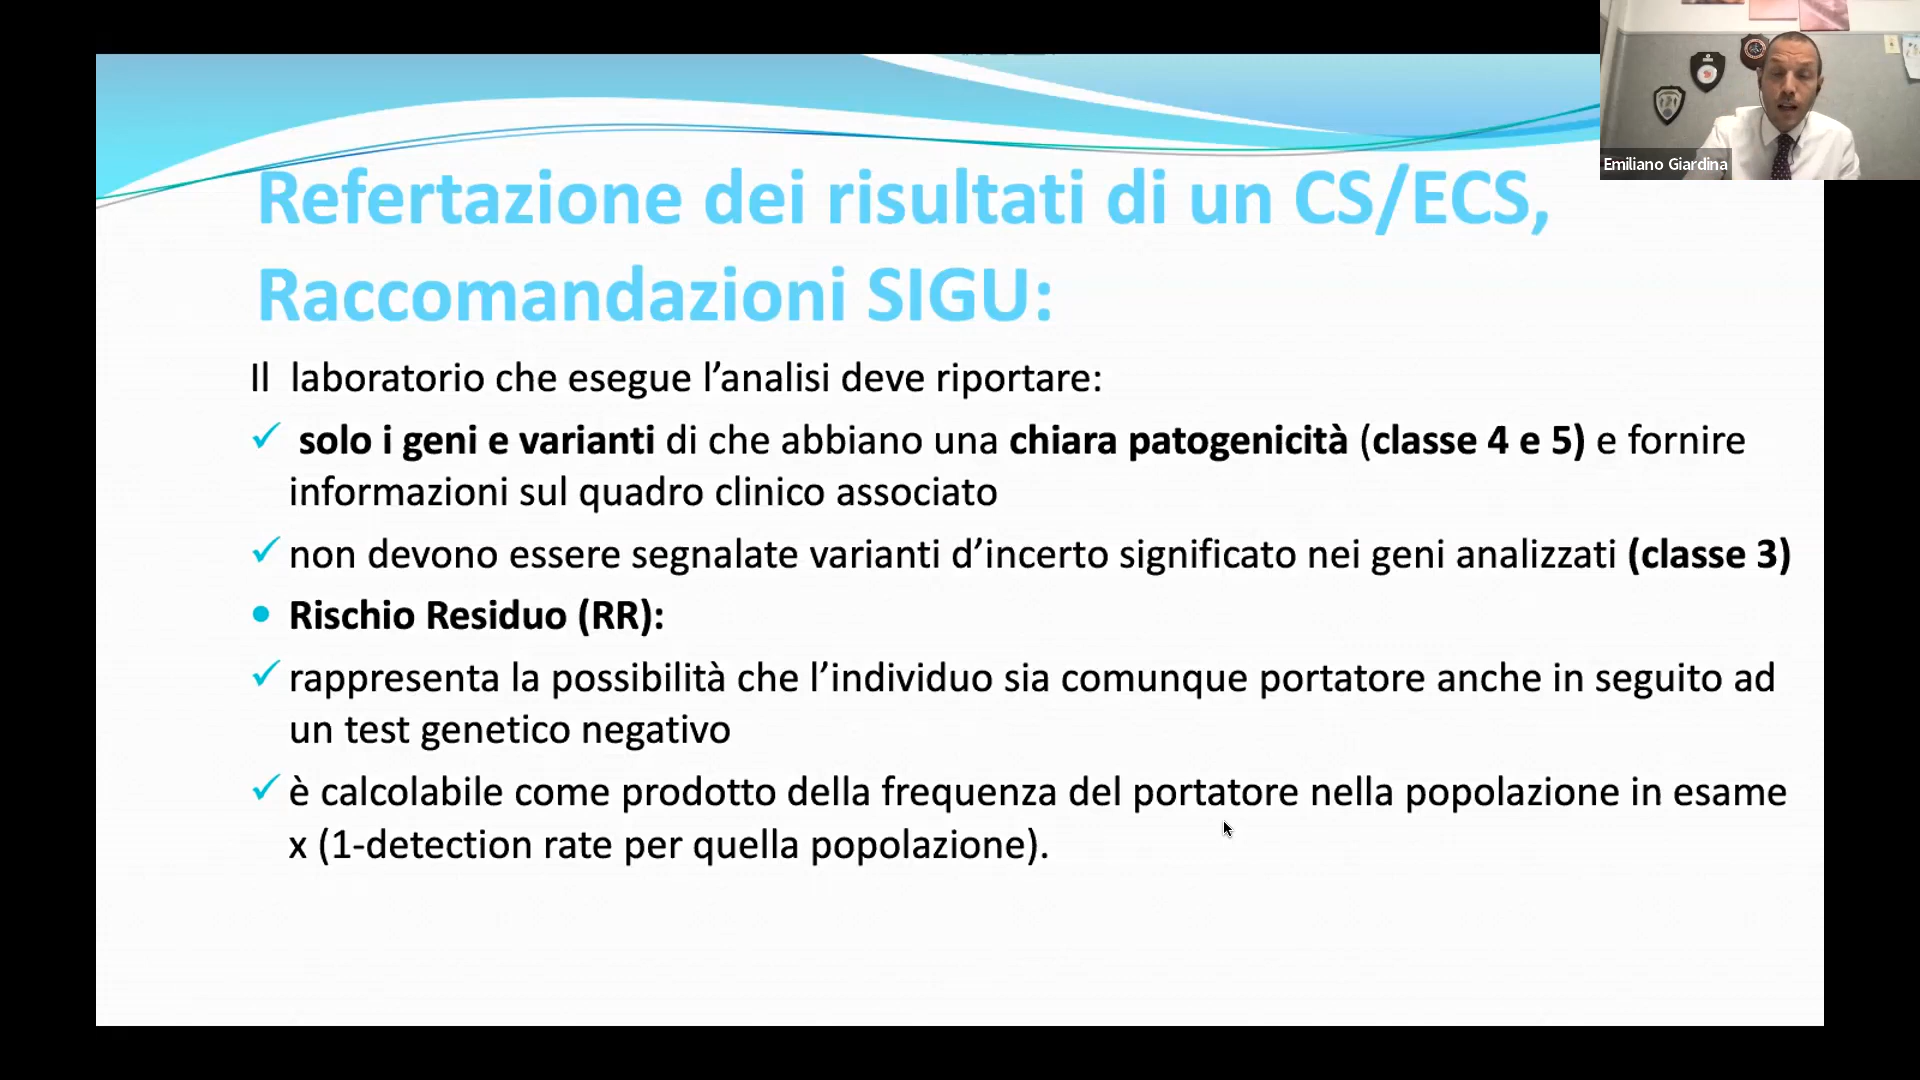 Emiliano Giardina
Refertazione dei risultati di un CS/ECS,
Raccomandazioni SIGU:
Il laboratorio che esegue l’analisi deve riportare:
✓ solo i geni e varianti di che abbiano una chiara patogenicità (classe 4 e 5) e fornire
informazioni sul quadro clinico associato
✓ non devono essere segnalate varianti d’incerto significato nei geni analizzati (classe 3)
• Rischio Residuo (RR):
✓ rappresenta la possibilità che l’individuo sia comunque portatore anche in seguito ad
un test genetico negativo
✓ è calcolabile come prodotto della frequenza del portatore nella popolazione in esame
x (1-detection rate per quella popolazione).